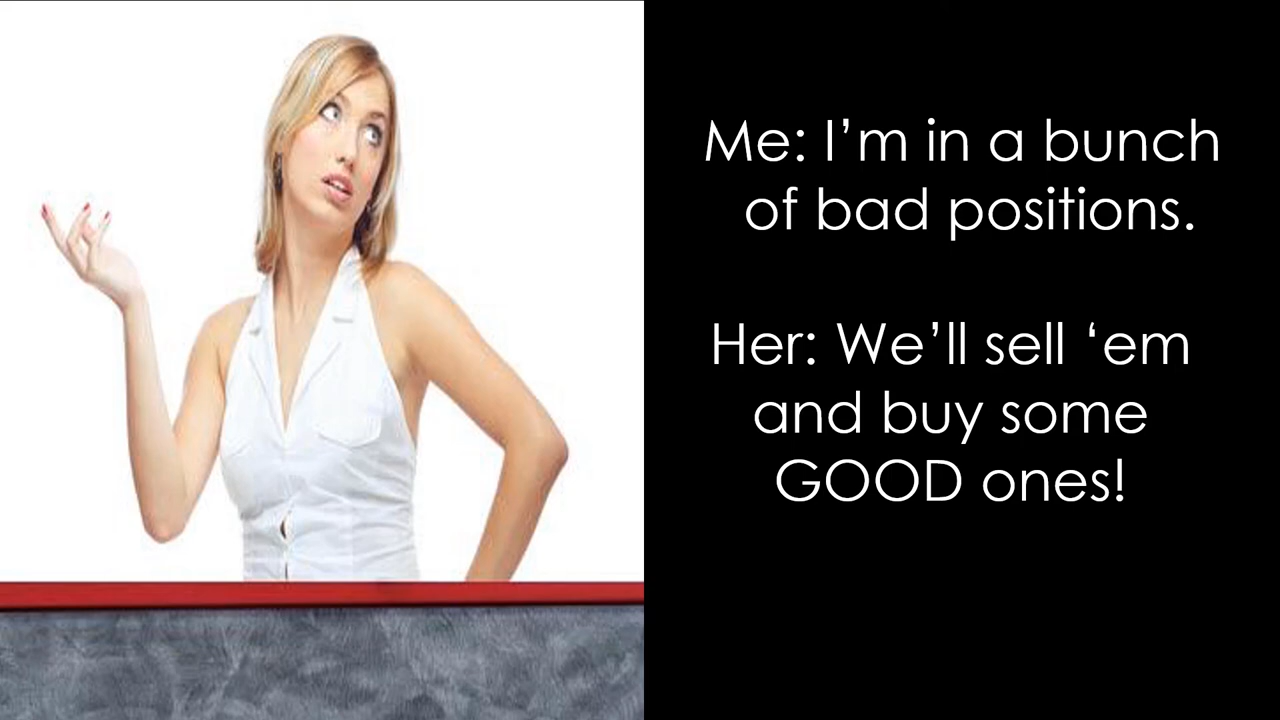 Me: I’m in a bunch
of bad positions.
Her: We’ll sell ‘em
and buy some
GOOD ones!